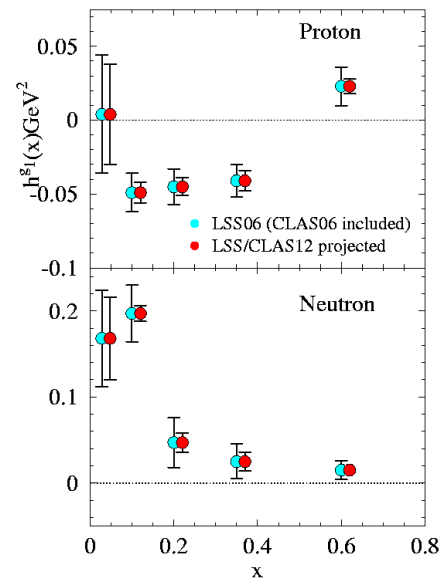 Proton
0.05
0
-0.05
-0.1
h^{g_1}(x)GeV^2
LSS06 (CLAS06 included)
LSS/CLAS12 projected
Neutron
0.2
0.1
0
0 0.2 0.4 0.6 0.8
x